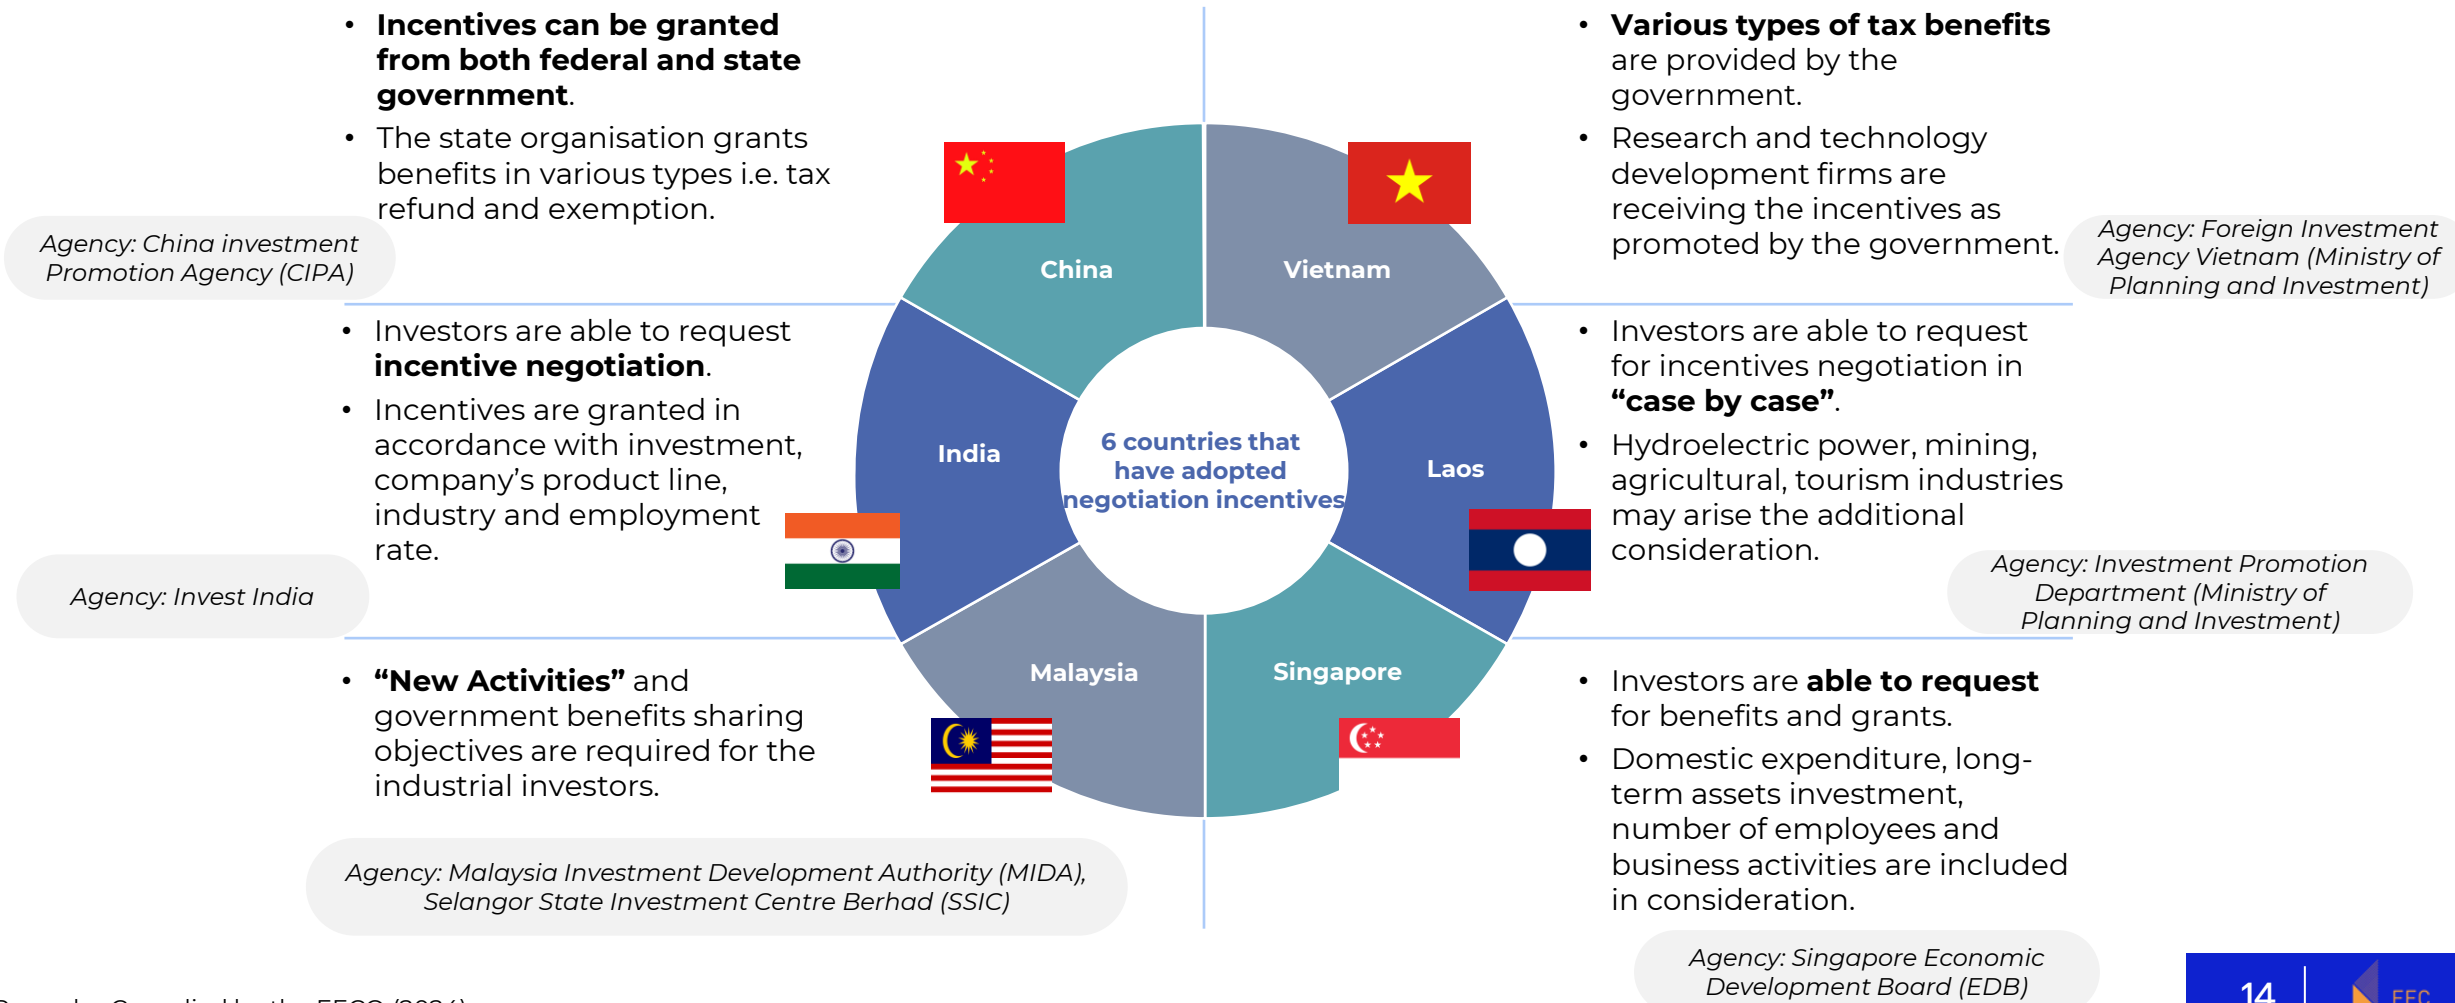 • Incentives can be granted
from both federal and state
government.
• The state organisation grants
benefits in various types i.e. tax
refund and exemption.
Agency: China investment
Promotion Agency (CIPA)
• Investors are able to request
incentive negotiation.
• Incentives are granted in
accordance with investment,
company's product line,
industry and employment
rate.
Agency: Invest India
• “New Activities” and
government benefits sharing
objectives are required for the
industrial investors.
Agency: Malaysia Investment Development Authority (MIDA),
Selangor State Investment Centre Berhad (SSIC)
China
Vietnam
India
Laos
Malaysia
Singapore
6 countries that
have adopted
negotiation incentives
• Various types of tax benefits
are provided by the
government.
• Research and technology
development firms are
receiving the incentives as
promoted by the government.
Agency: Foreign Investment
Agency Vietnam (Ministry of
Planning and Investment)
• Investors are able to request
for incentives negotiation in
“case by case”.
• Hydroelectric power, mining,
agricultural, tourism industries
may arise the additional
consideration.
Agency: Investment Promotion
Department (Ministry of
Planning and Investment)
• Investors are able to request
for benefits and grants.
• Domestic expenditure, long-
term assets investment,
number of employees and
business activities are included
in consideration.
Agency: Singapore Economic
Development Board (EDB)
14
EEC